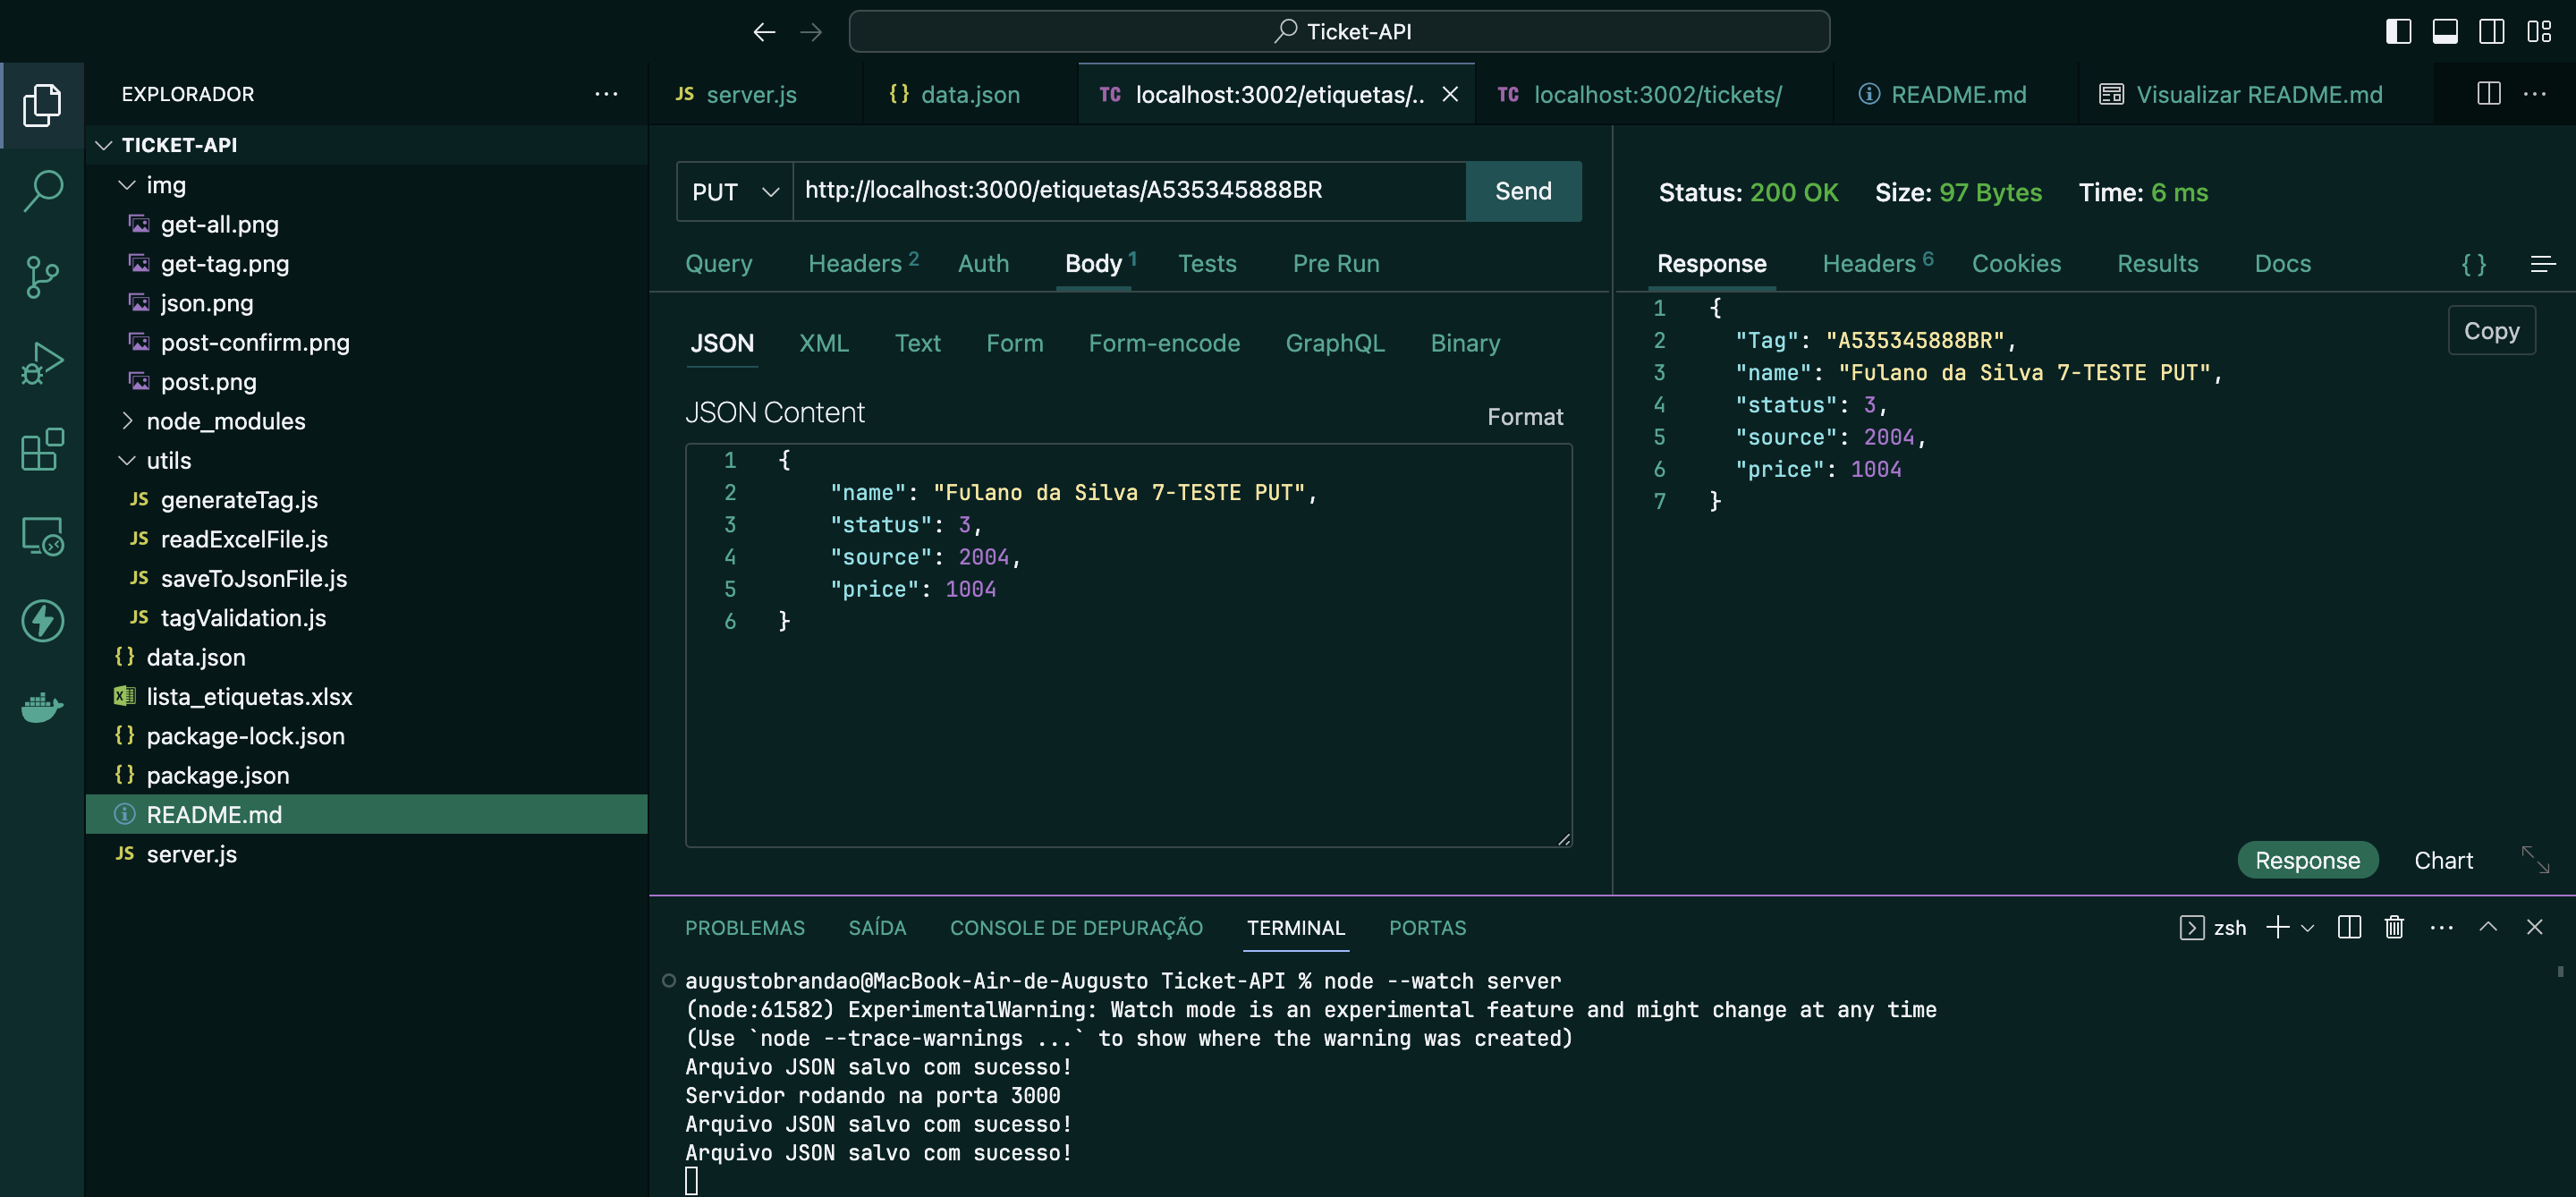 Ticket-API
EXPLORADOR
TICKET-API
img
get-all.png
get-tag.png
json.png
post-confirm.png
post.png
node_modules
utils
JS generateTag.js
JS readExcelFile.js
JS saveToJsonFile.js
JS tagValidation.js
{} data.json
lista_etiquetas.xlsx
{} package-lock.json
{} package.json
README.md
JS server.js
JS server.js
{} data.json
TC localhost:3002/etiquetas/..
TC localhost:3002/tickets/
README.md
Visualizar README.md
PUT http://localhost:3000/etiquetas/A535345888BR Send
Query Headers 2 Auth Body 1 Tests Pre Run
JSON XML Text Form Form-encode GraphQL Binary
JSON Content Format
1 {
2 "name": "Fulano da Silva 7-TESTE PUT",
3 "status": 3,
4 "source": 2004,
5 "price": 1004
6 }
Status: 200 OK Size: 97 Bytes Time: 6 ms
Response Headers 6 Cookies Results Docs {}
Copy
1 {
2 "Tag": "A535345888BR",
3 "name": "Fulano da Silva 7-TESTE PUT",
4 "status": 3,
5 "source": 2004,
6 "price": 1004
7 }
Response Chart
PROBLEMAS SAÍDA CONSOLE DE DEPURAÇÃO TERMINAL PORTAS
zsh
augustobrandao@MacBook-Air-de-Augusto Ticket-API % node --watch server
(node:61582) ExperimentalWarning: Watch mode is an experimental feature and might change at any time
(Use `node --trace-warnings ...` to show where the warning was created)
Arquivo JSON salvo com sucesso!
Servidor rodando na porta 3000
Arquivo JSON salvo com sucesso!
Arquivo JSON salvo com sucesso!